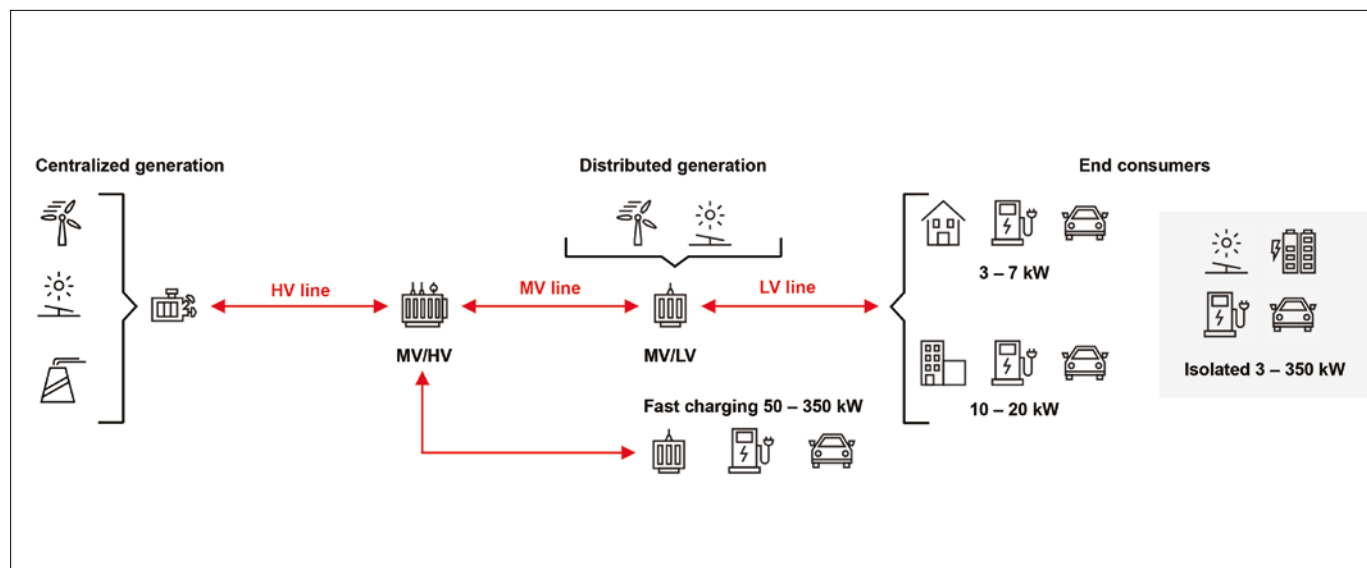 Centralized generation
Distributed generation
End consumers
HV line
MV line
LV line
3 – 7 kW
MV/HV
MV/LV
Isolated 3 – 350 kW
Fast charging 50 – 350 kW
10 – 20 kW